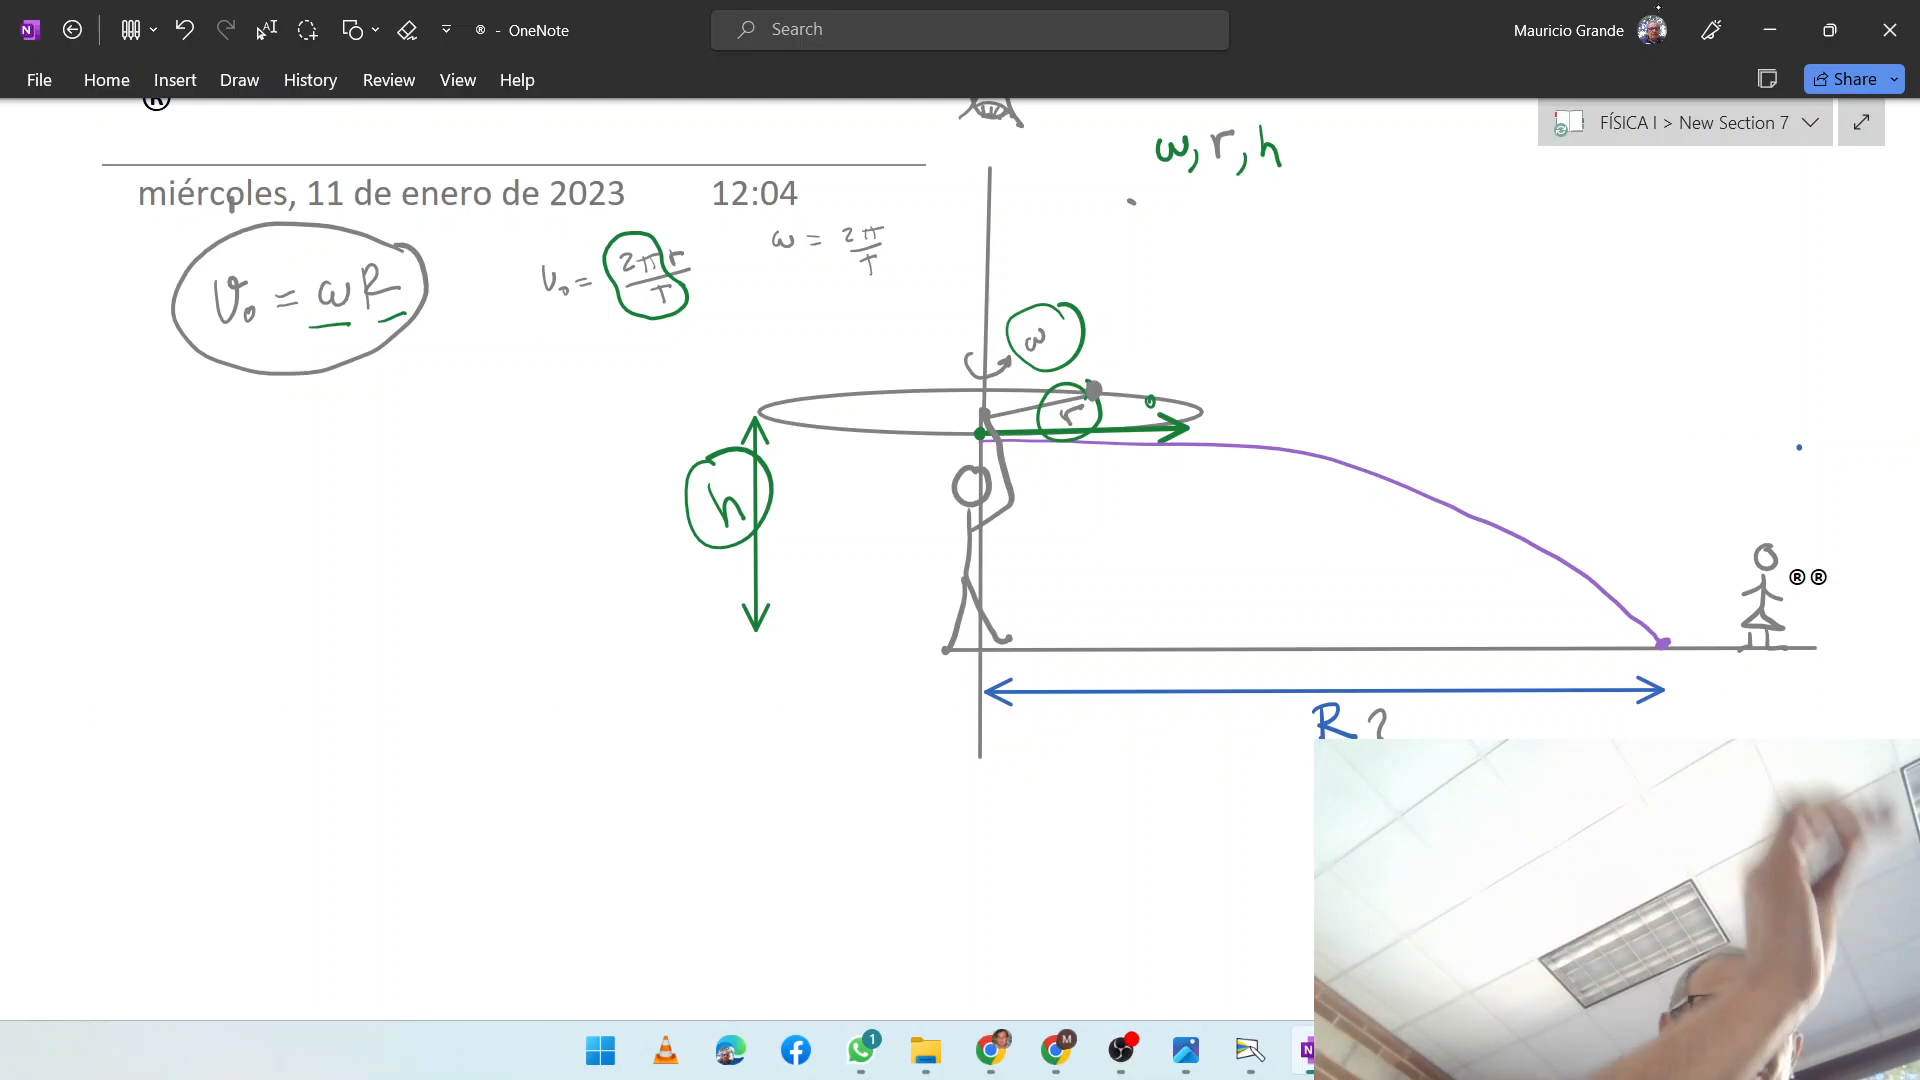 ® - OneNote
Search
Mauricio Grande
File Home Insert Draw History Review View Help
Share
®
FÍSICA I > New Section 7
ω, r, h
miércoles, 11 de enero de 2023 12:04
v₀ = ωR
v₀ = 2πr/T
ω = 2π/T
ω
r
h
®®
R ?
1
M